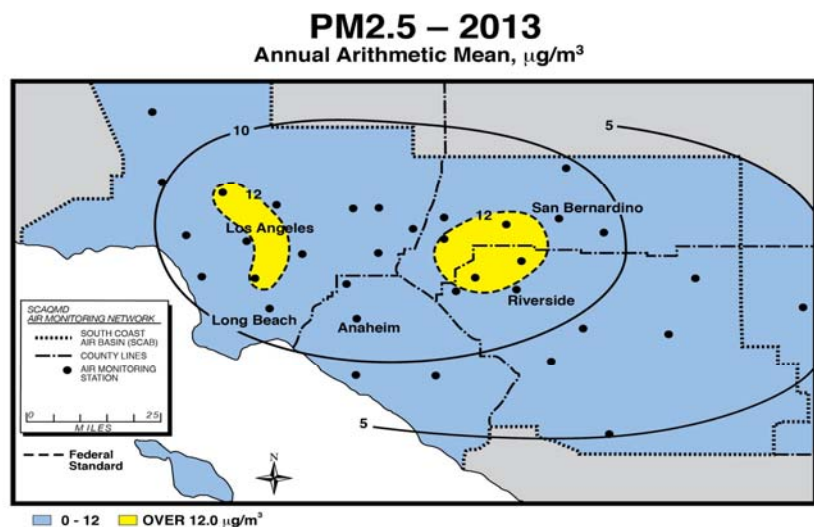 PM2.5 – 2013
Annual Arithmetic Mean, μg/m³
10
5
12
12
San Bernardino
Los Angeles
Riverside
Long Beach
Anaheim
5
SCAQMD
AIR MONITORING NETWORK
SOUTH COAST
AIR BASIN (SCAB)
COUNTY LINES
AIR MONITORING
STATION
0 25
MILES
Federal
Standard
N
0 - 12 OVER 12.0 μg/m³